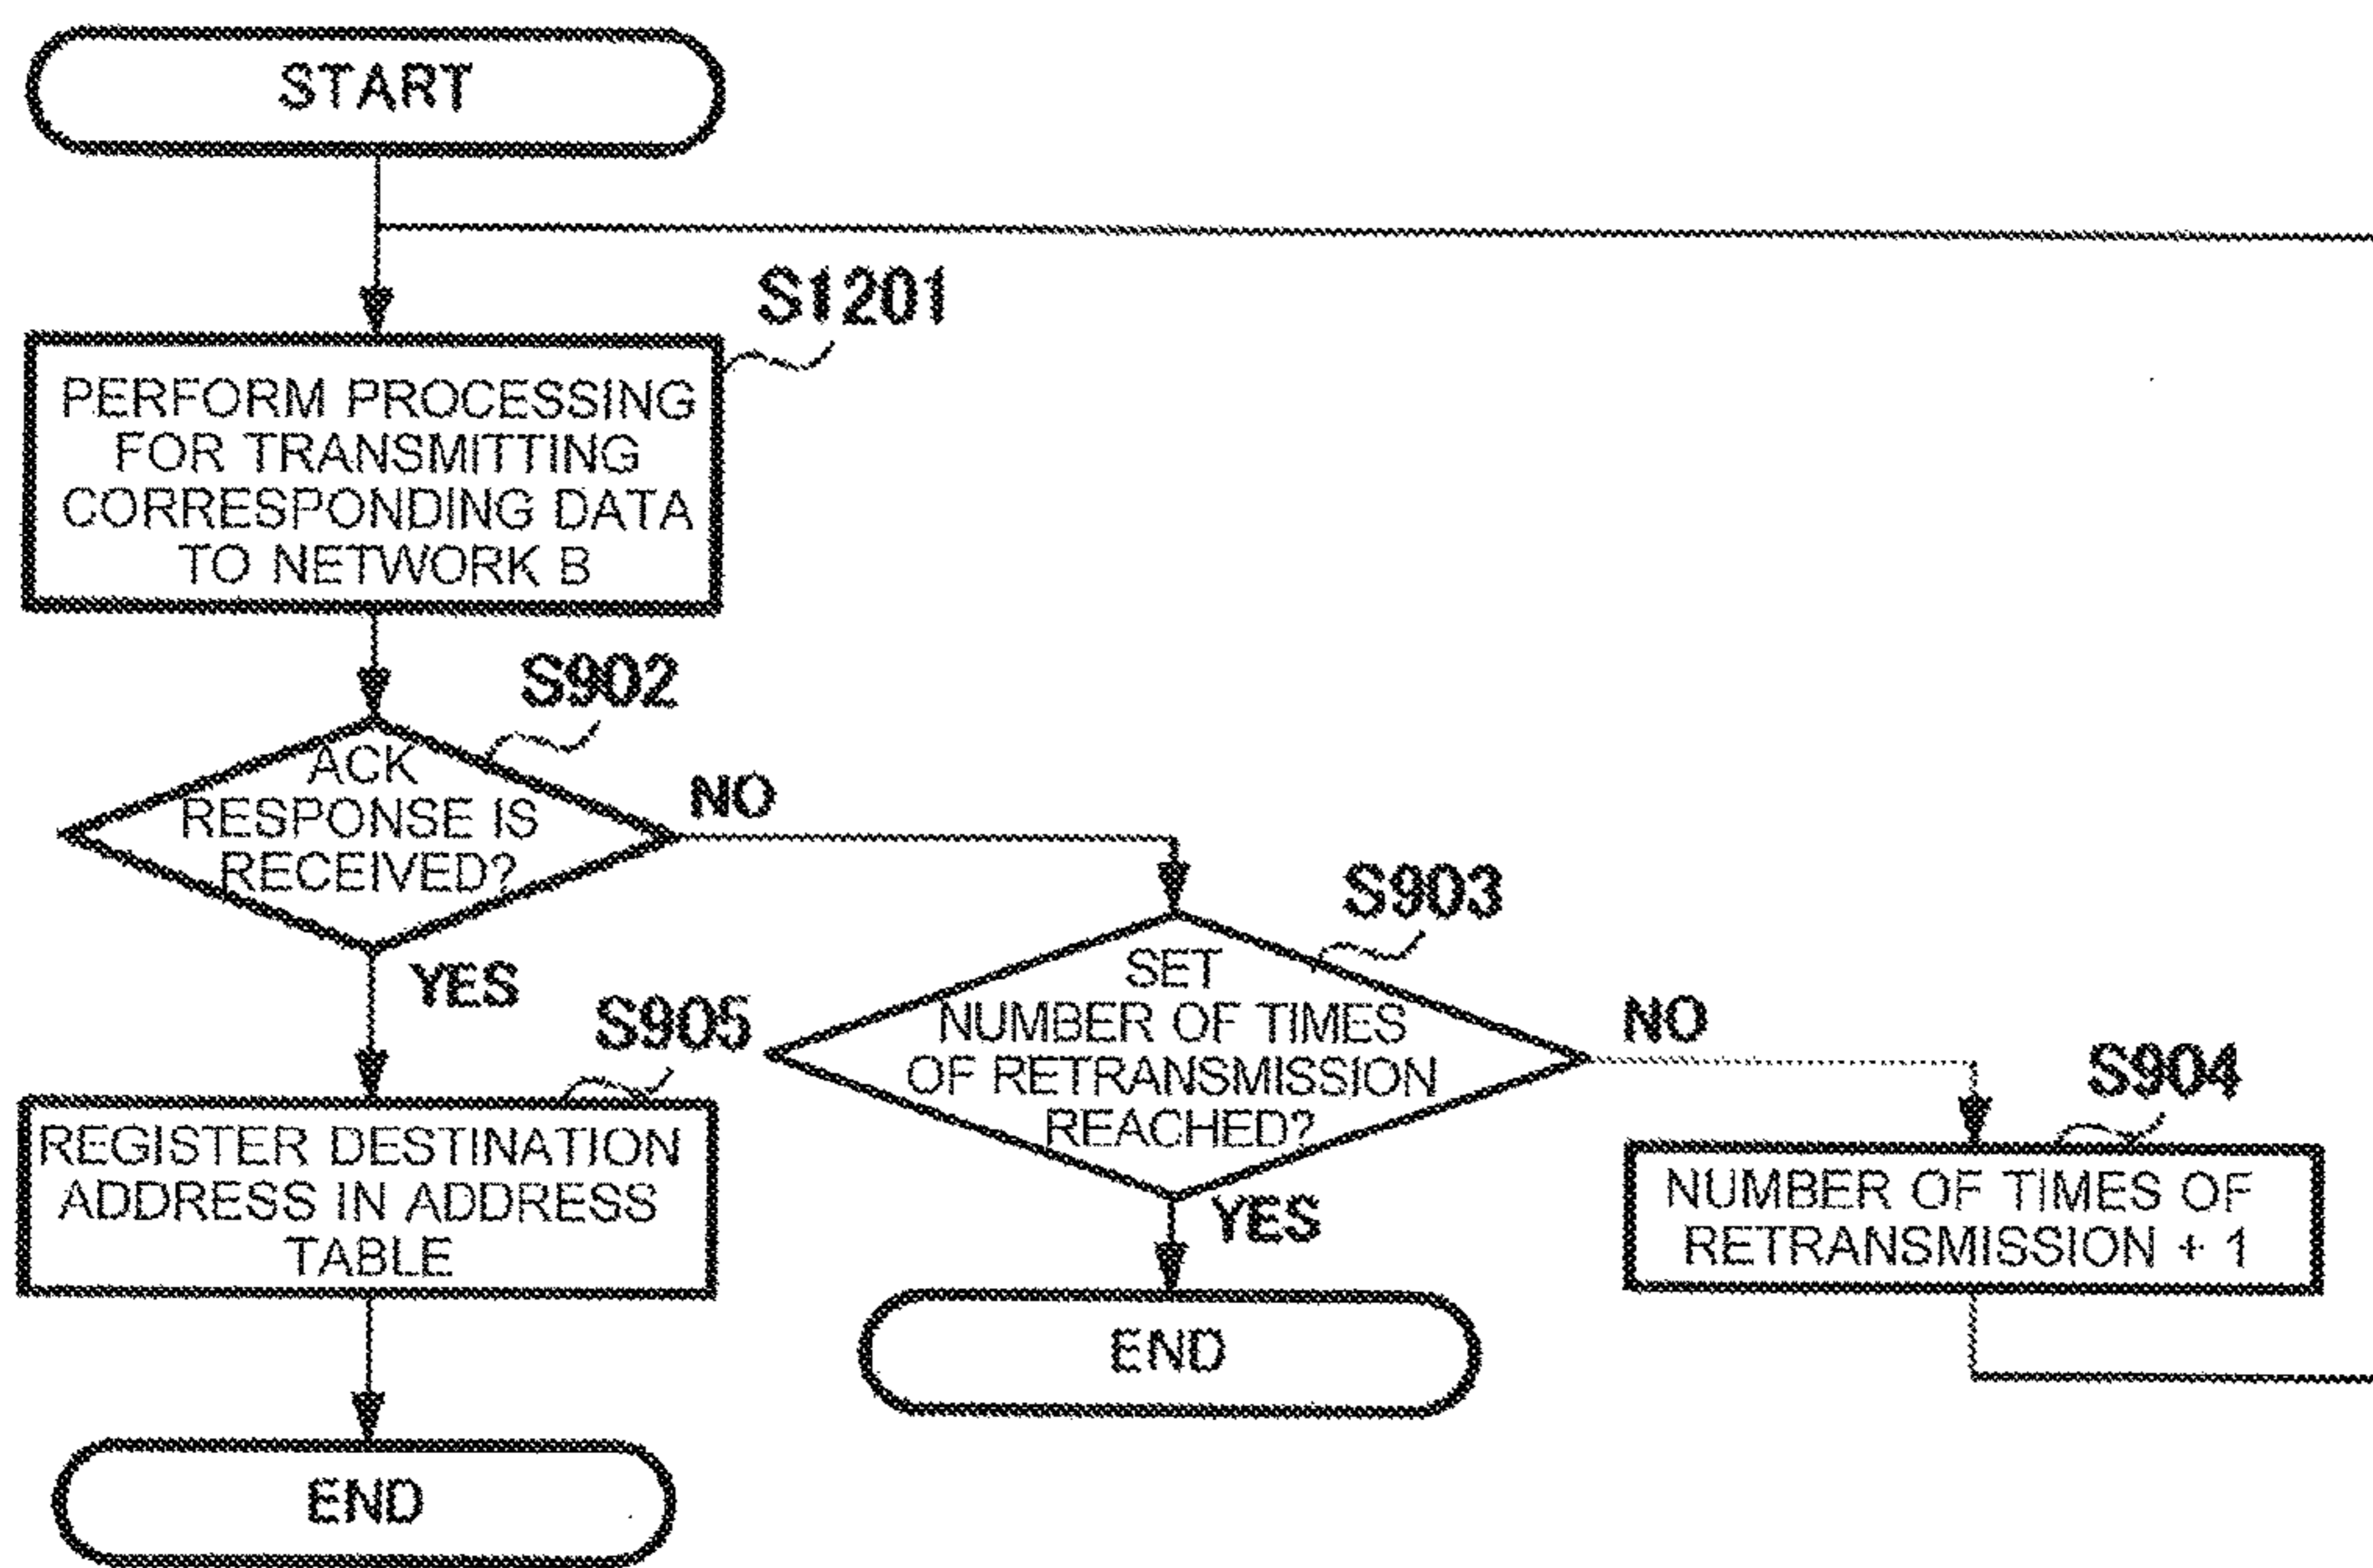 START
S1201
PERFORM PROCESSING
FOR TRANSMITTING
CORRESPONDING DATA
TO NETWORK B
S902
ACK
RESPONSE IS
RECEIVED?
NO
YES
S903
SET
NUMBER OF TIMES
OF RETRANSMISSION
REACHED?
NO
YES
S904
NUMBER OF TIMES OF
RETRANSMISSION + 1
END
S905
REGISTER DESTINATION
ADDRESS IN ADDRESS
TABLE
END